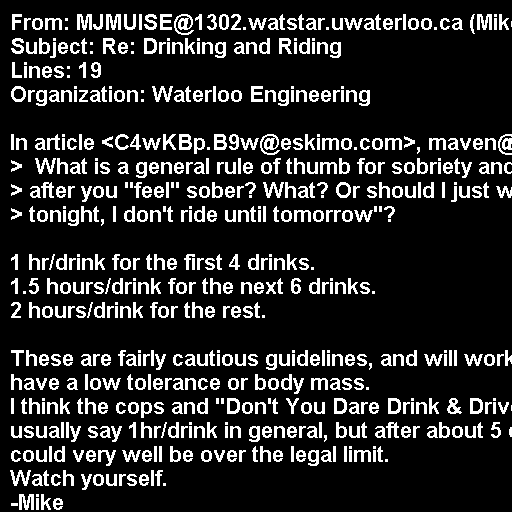 From: MJMUISE@1302.watstar.uwaterloo.ca (Mike
Subject: Re: Drinking and Riding
Lines: 19
Organization: Waterloo Engineering
In article <C4wKBp.B9w@eskimo.com>, maven@
>  What is a general rule of thumb for sobriety and
> after you "feel" sober? What? Or should I just w
> tonight, I don't ride until tomorrow"?
1 hr/drink for the first 4 drinks.
1.5 hours/drink for the next 6 drinks.
2 hours/drink for the rest.
These are fairly cautious guidelines, and will work
have a low tolerance or body mass.
I think the cops and "Don't You Dare Drink & Drive
usually say 1hr/drink in general, but after about 5
could very well be over the legal limit.
Watch yourself.
-Mike